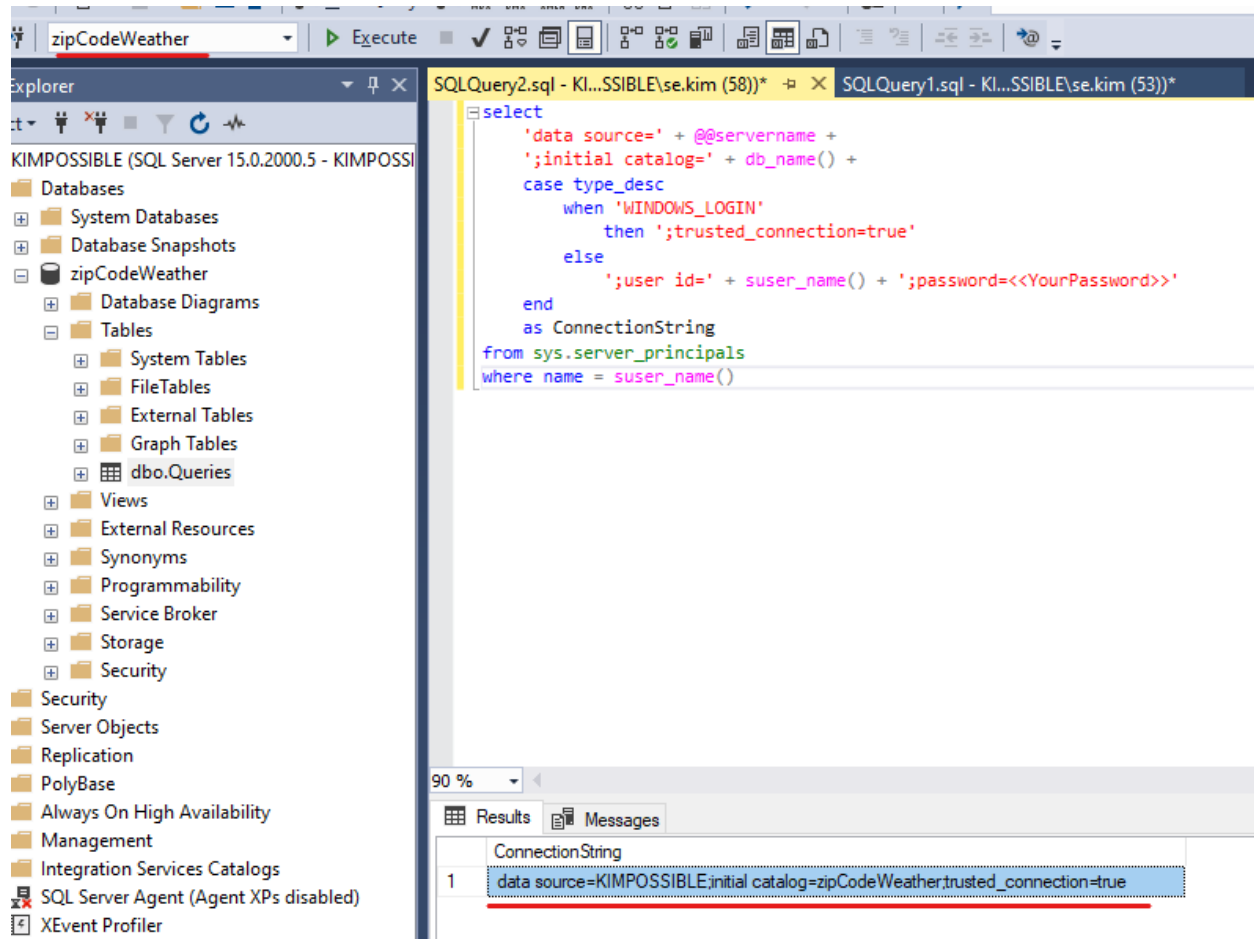 zipCodeWeather
Execute
Explorer
KIMPOSSIBLE (SQL Server 15.0.2000.5 - KIMPOSSI
Databases
System Databases
Database Snapshots
zipCodeWeather
Database Diagrams
Tables
System Tables
FileTables
External Tables
Graph Tables
dbo.Queries
Views
External Resources
Synonyms
Programmability
Service Broker
Storage
Security
Security
Server Objects
Replication
PolyBase
Always On High Availability
Management
Integration Services Catalogs
SQL Server Agent (Agent XPs disabled)
XEvent Profiler
SQLQuery2.sql - KI...SSIBLE\se.kim (58))*
SQLQuery1.sql - KI...SSIBLE\se.kim (53))*
select
'data source=' + @@servername +
';initial catalog=' + db_name() +
case type_desc
when 'WINDOWS_LOGIN'
then ';trusted_connection=true'
else
';user id=' + suser_name() + ';password=<<YourPassword>>'
end
as ConnectionString
from sys.server_principals
where name = suser_name()
90 %
Results
Messages
ConnectionString
1 data source=KIMPOSSIBLE;initial catalog=zipCodeWeather;trusted_connection=true